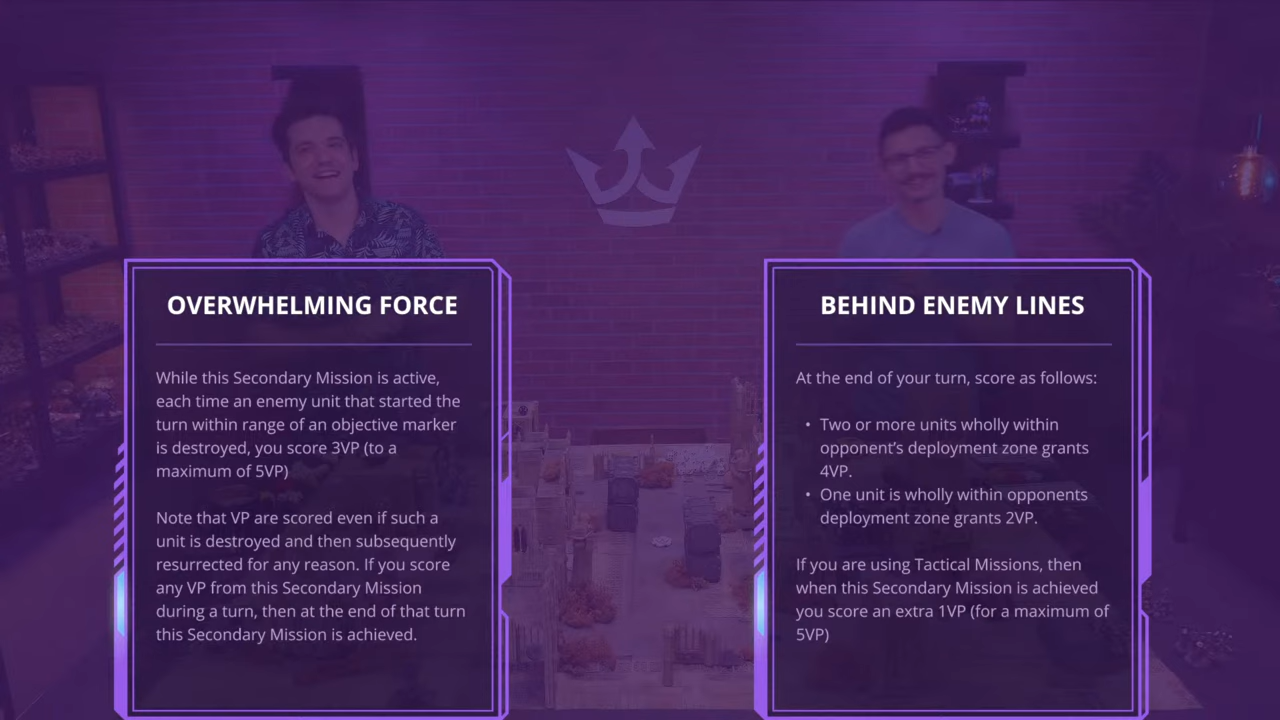 OVERWHELMING FORCE
While this Secondary Mission is active,
each time an enemy unit that started the
turn within range of an objective marker
is destroyed, you score 3VP (to a
maximum of 5VP)
Note that VP are scored even if such a
unit is destroyed and then subsequently
resurrected for any reason. If you score
any VP from this Secondary Mission
during a turn, then at the end of that turn
this Secondary Mission is achieved.
BEHIND ENEMY LINES
At the end of your turn, score as follows:
• Two or more units wholly within
opponent’s deployment zone grants
4VP.
• One unit is wholly within opponents
deployment zone grants 2VP.
If you are using Tactical Missions, then
when this Secondary Mission is achieved
you score an extra 1VP (for a maximum of
5VP)